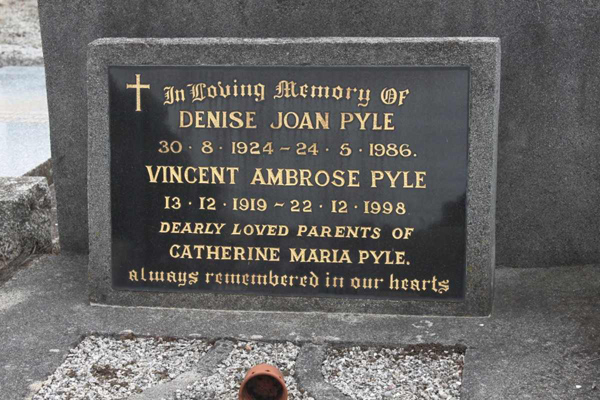 In Loving Memory Of
DENISE JOAN PYLE
30 · 8 · 1924 – 24 · 5 · 1986.
VINCENT AMBROSE PYLE
13 · 12 · 1919 ~ 22 · 12 · 1998
DEARLY LOVED PARENTS OF
CATHERINE MARIA PYLE.
always remembered in our hearts